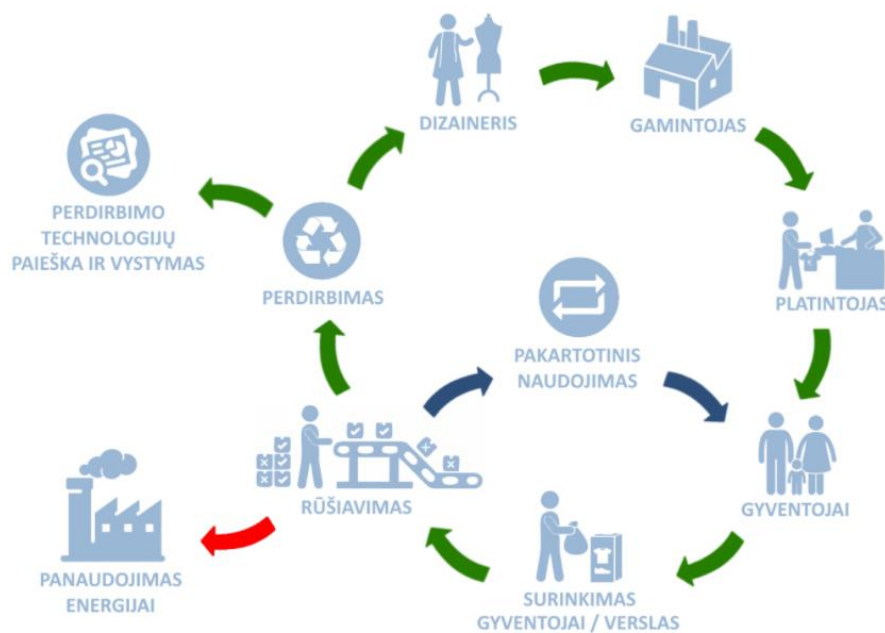 DIZAINERIS
GAMINTOJAS
PERDIRBIMO
TECHNOLOGIJŲ
PAIEŠKA IR VYSTYMAS
PERDIRBIMAS
PLATINTOJAS
PAKARTOTINIS
NAUDOJIMAS
RŪŠIAVIMAS
GYVENTOJAI
PANAUDOJIMAS
ENERGIJAI
SURINKIMAS
GYVENTOJAI / VERSLAS